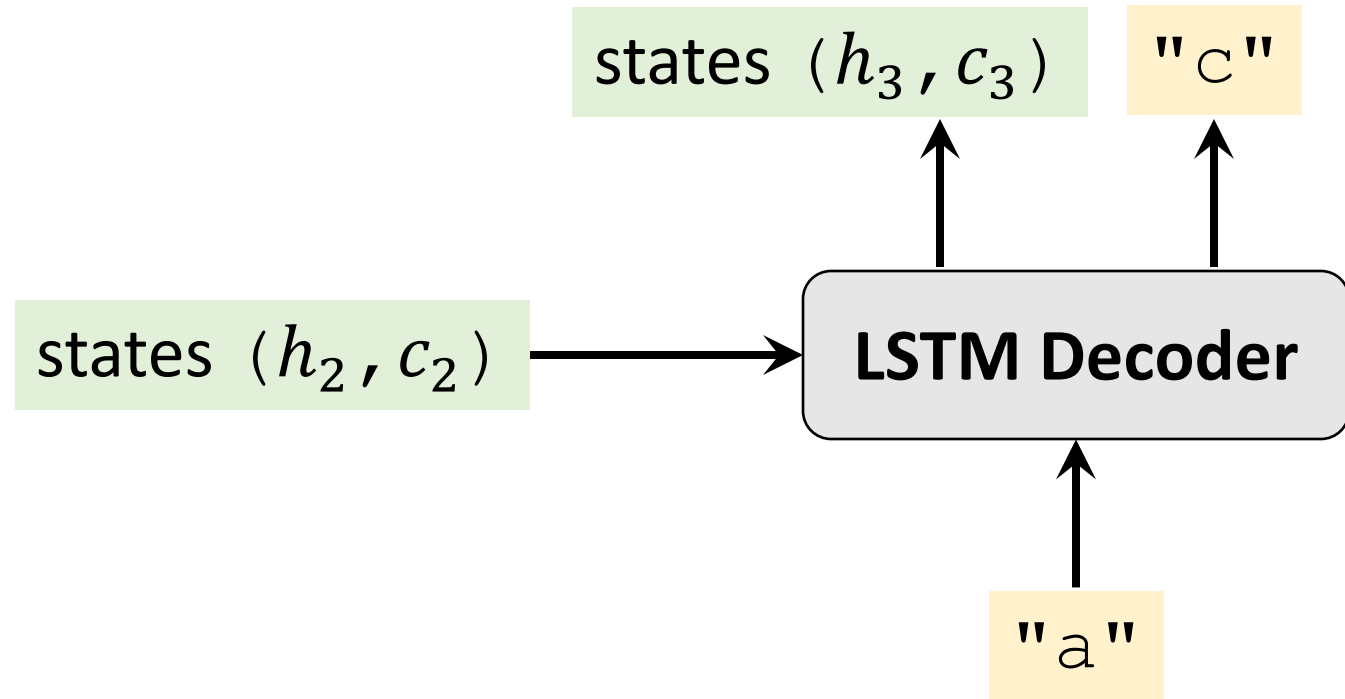 states (h₃, c₃)
"c"
states (h₂, c₂)
LSTM Decoder
"a"